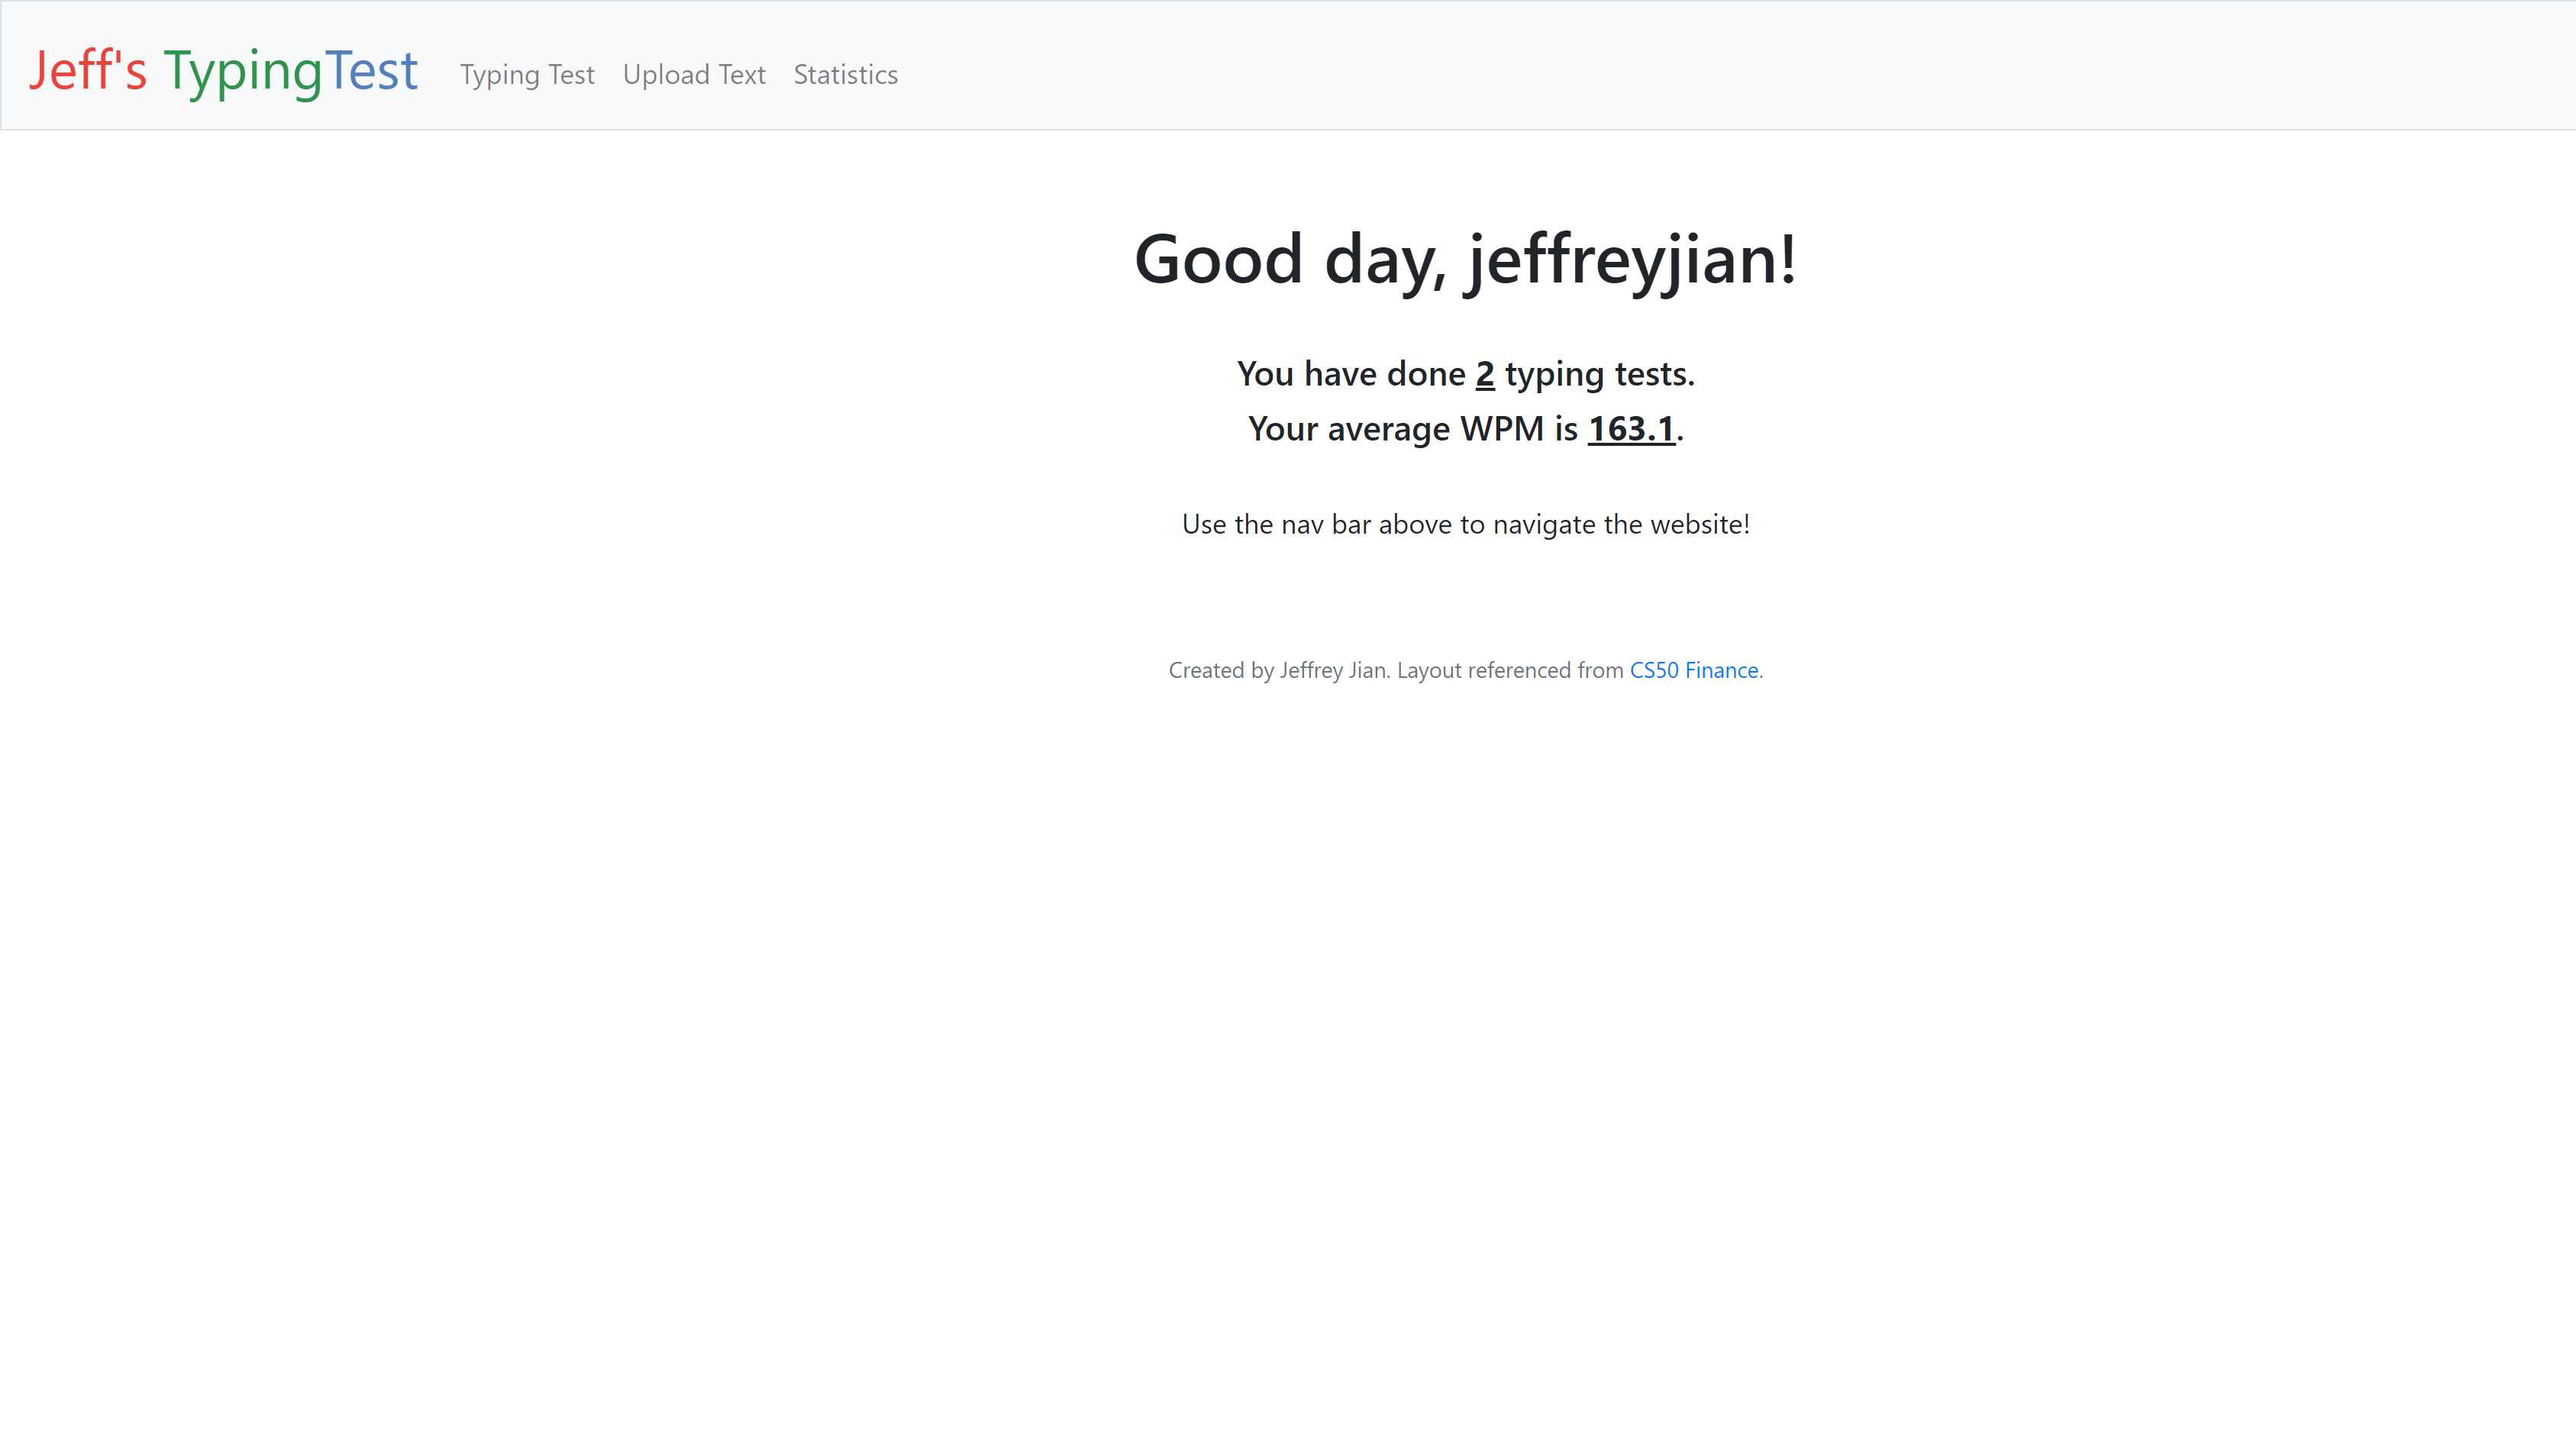 Jeff's TypingTest Typing Test Upload Text Statistics
Good day, jeffreyjian!
You have done 2 typing tests.
Your average WPM is 163.1.
Use the nav bar above to navigate the website!
Created by Jeffrey Jian. Layout referenced from CS50 Finance.